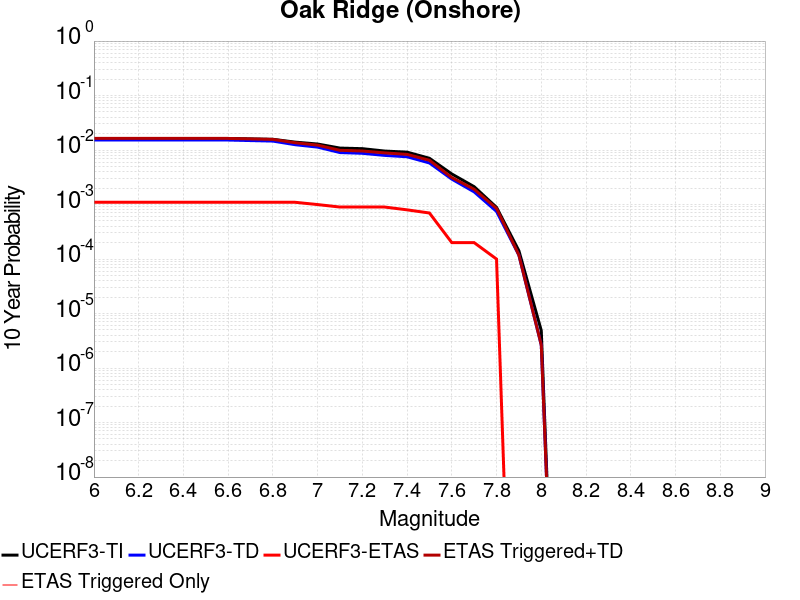 Oak Ridge (Onshore)
10 0
10 -1
10 -2
10 -3
10 -4
10 -5
10 -6
10 -7
10 -8
10 Year Probability
6 6.2 6.4 6.6 6.8 7 7.2 7.4 7.6 7.8 8 8.2 8.4 8.6 8.8 9
Magnitude
UCERF3-TI UCERF3-TD UCERF3-ETAS ETAS Triggered+TD
ETAS Triggered Only